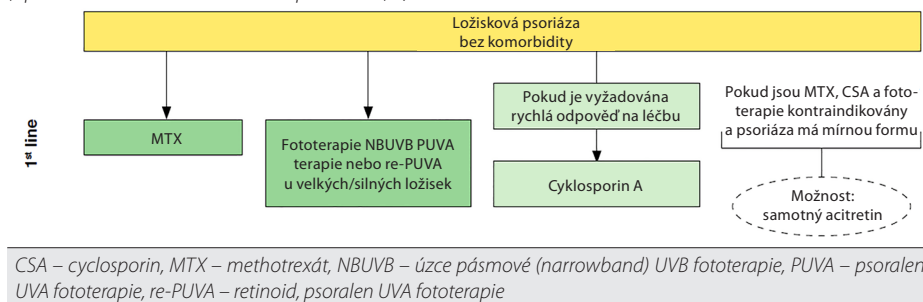 Ložisková psoriáza
bez komorbidity
1st line
MTX
Fototerapie NBUVB PUVA
terapie nebo re-PUVA
u velkých/silných ložisek
Pokud je vyžadována
rychlá odpověď na léčbu
Cyklosporin A
Pokud jsou MTX, CSA a foto-
terapie kontraindikovány
a psoriáza má mírnou formu
Možnost:
samotný acitretin
CSA – cyclosporin, MTX – methotrexát, NBUVB – úzce pásmové (narrowband) UVB fototerapie, PUVA – psoralen
UVA fototerapie, re-PUVA – retinoid, psoralen UVA fototerapie